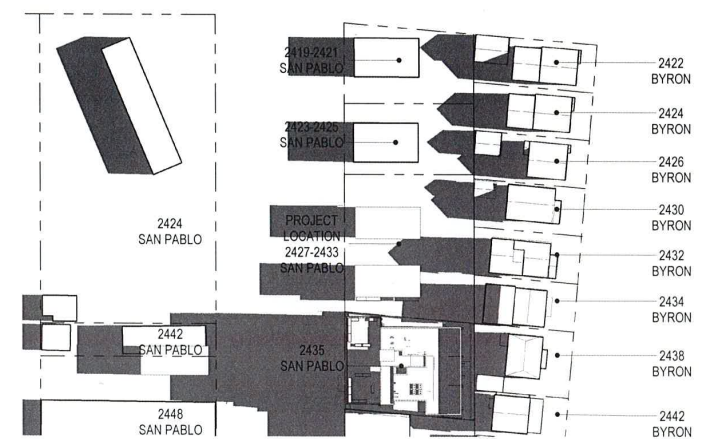 2419-2421
SAN PABLO
2422
BYRON
2424
BYRON
2423-2425
SAN PABLO
2426
BYRON
2430
BYRON
2424
SAN PABLO
PROJECT
LOCATION
2427-2433
SAN PABLO
2432
BYRON
2434
BYRON
2442
SAN PABLO
2435
SAN PABLO
2438
BYRON
2448
SAN PABLO
2442
BYRON